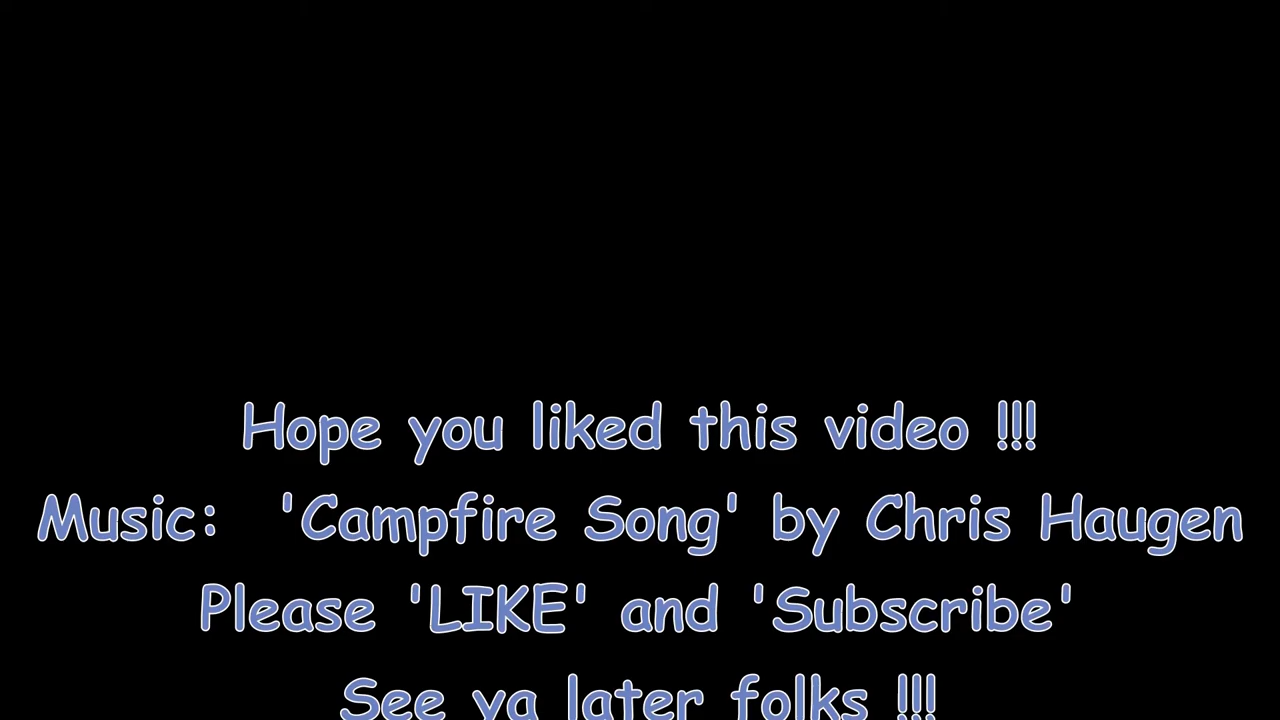 Hope you liked this video !!!
Music: 'Campfire Song' by Chris Haugen
Please 'LIKE' and 'Subscribe'
See ya later folks !!!